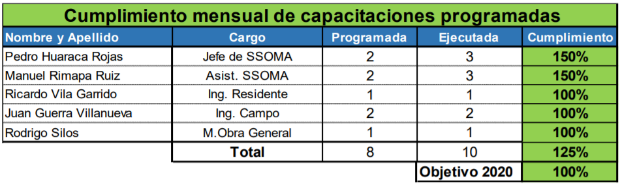 Cumplimiento mensual de capacitaciones programadas
Nombre y Apellido Cargo Programada Ejecutada Cumplimiento
Pedro Huaraca Rojas Jefe de SSOMA 2 3 150%
Manuel Rimapa Ruiz Asist. SSOMA 2 3 150%
Ricardo Vila Garrido Ing. Residente 1 1 100%
Juan Guerra Villanueva Ing. Campo 2 2 100%
Rodrigo Silos M.Obra General 1 1 100%
Total 8 10 125%
Objetivo 2020 100%